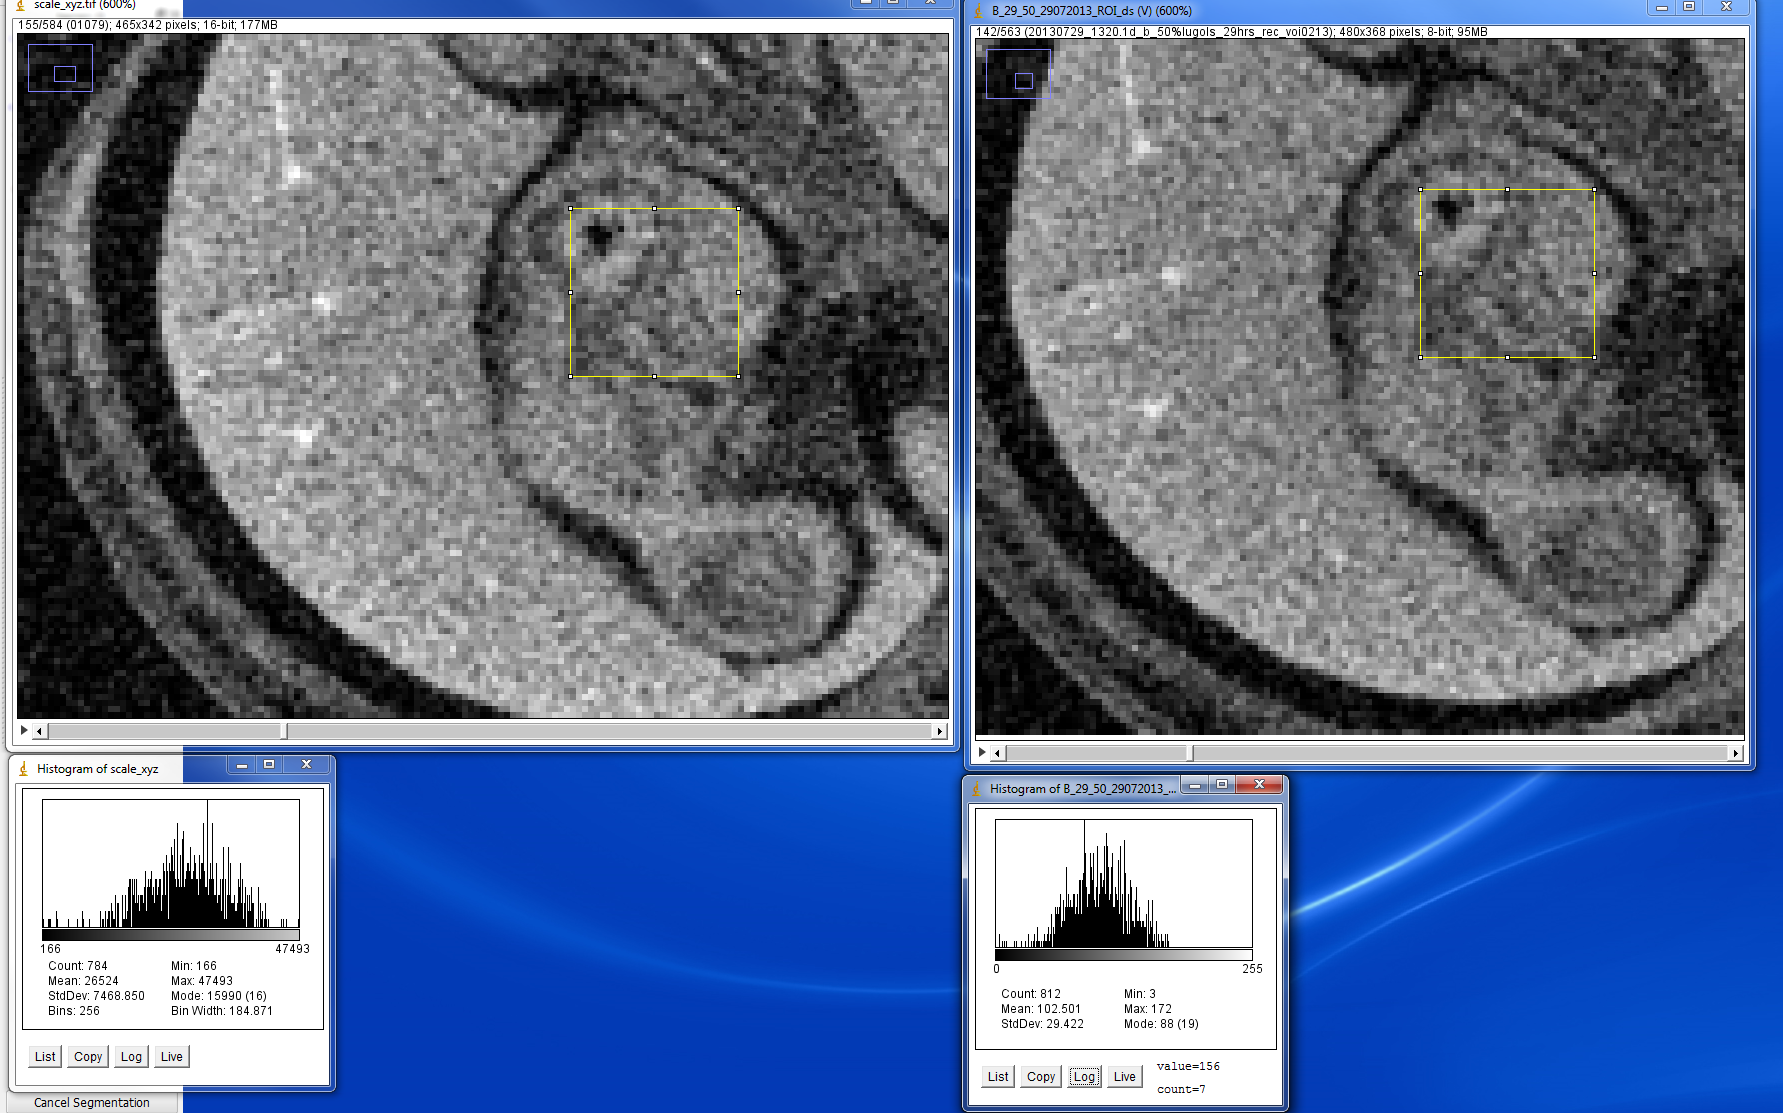 scale_xyz.tif (600%)
155/584 (01079); 465x342 pixels; 16-bit; 177MB
B_29_50_29072013_ROI_ds (V) (600%)
142/563 (20130729_1320.1d_b_50%lugols_29hrs_rec_voi0213); 480x368 pixels; 8-bit; 95MB
Histogram of scale_xyz
166
47493
Count: 784
Min: 166
Mean: 26524
Max: 47493
StdDev: 7468.850
Mode: 15990 (16)
Bins: 256
Bin Width: 184.871
List
Copy
Log
Live
Cancel Segmentation
Histogram of B_29_50_29072013_...
0
255
Count: 812
Min: 3
Mean: 102.501
Max: 172
StdDev: 29.422
Mode: 88 (19)
List
Copy
Log
Live
value=156
count=7